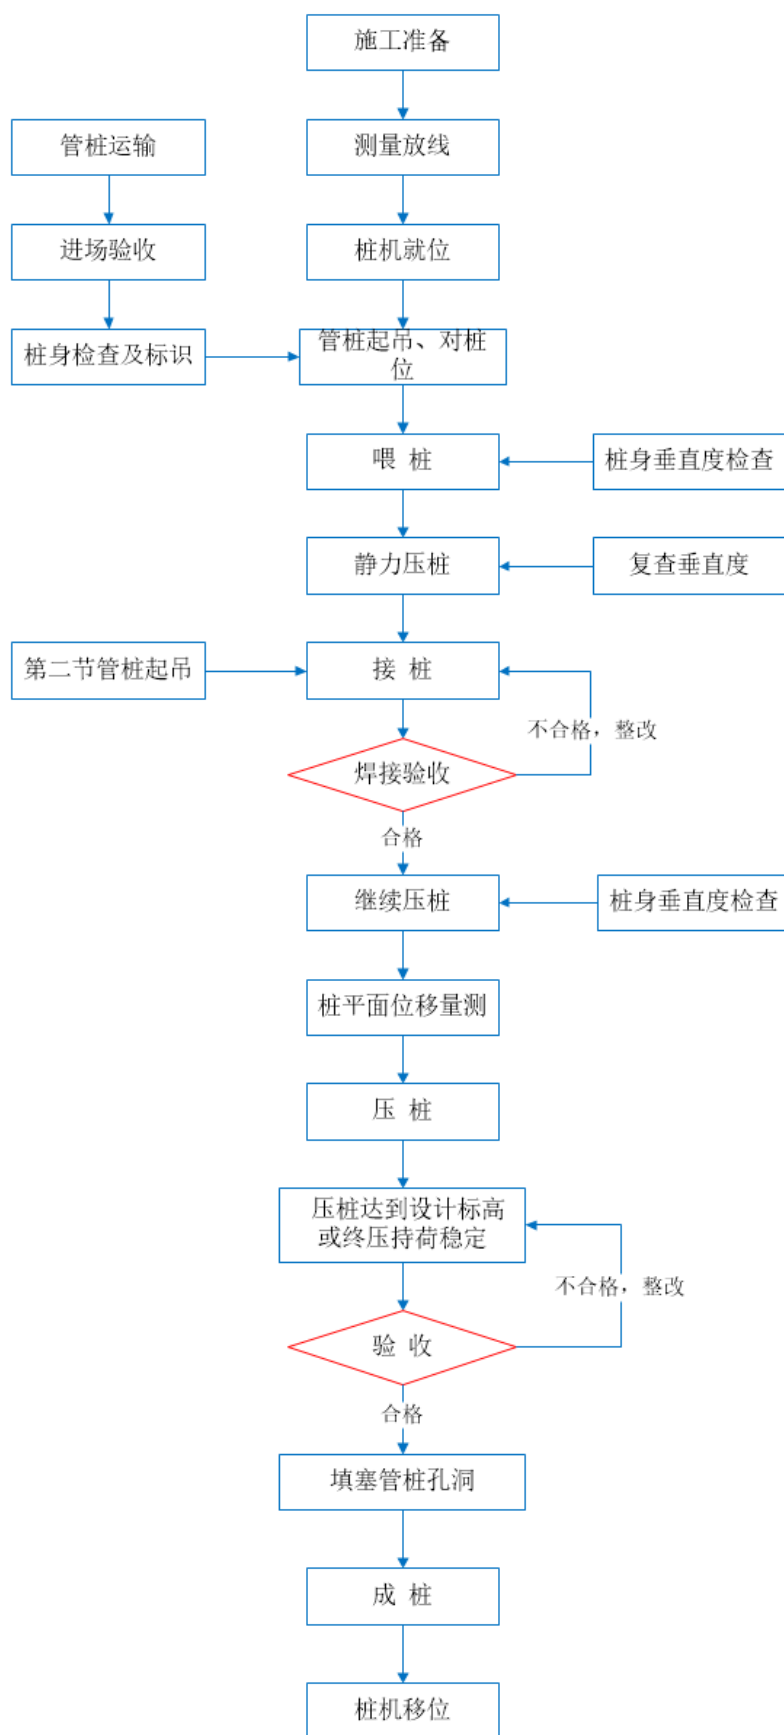 施工准备
管桩运输
测量放线
进场验收
桩机就位
桩身检查及标识
管桩起吊、对桩
位
喂 桩
桩身垂直度检查
静力压桩
复查垂直度
第二节管桩起吊
接 桩
不合格，整改
焊接验收
合格
继续压桩
桩身垂直度检查
桩平面位移量测
压 桩
压桩达到设计标高
或终压持荷稳定
不合格，整改
验 收
合格
填塞管桩孔洞
成 桩
桩机移位